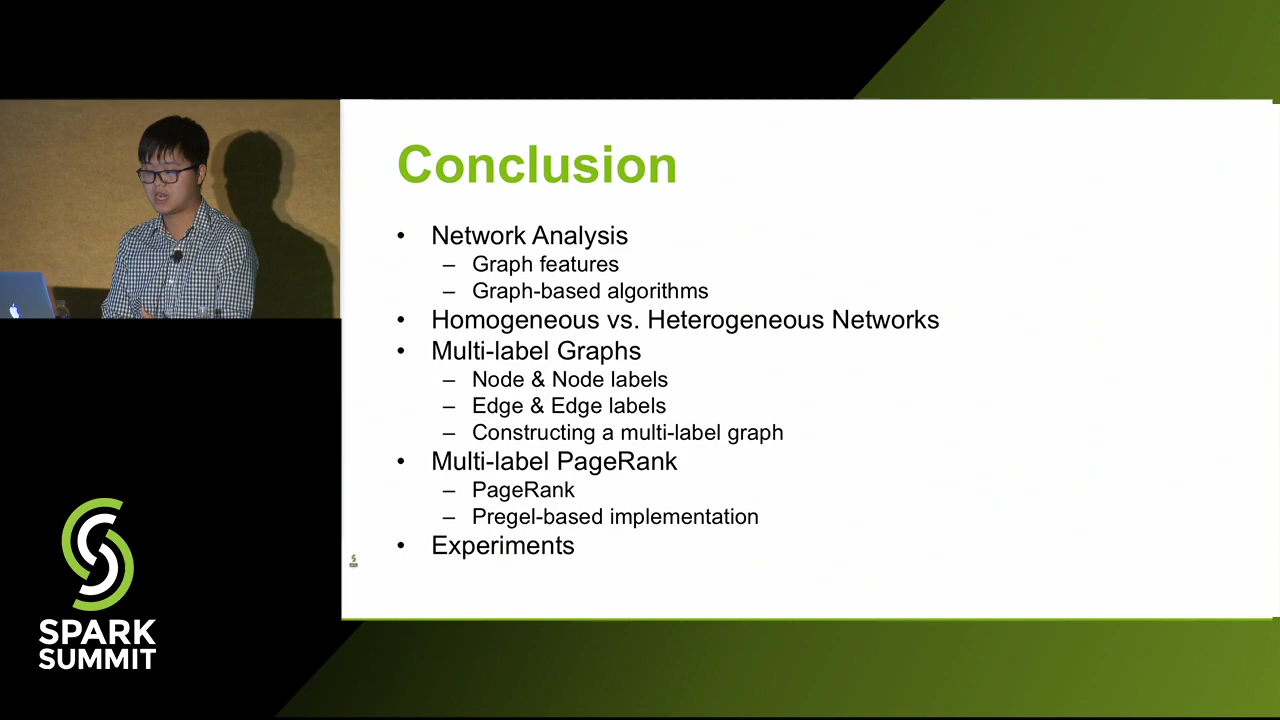 Conclusion
• Network Analysis
– Graph features
– Graph-based algorithms
• Homogeneous vs. Heterogeneous Networks
• Multi-label Graphs
– Node & Node labels
– Edge & Edge labels
– Constructing a multi-label graph
• Multi-label PageRank
– PageRank
– Pregel-based implementation
• Experiments
SPARK
SUMMIT